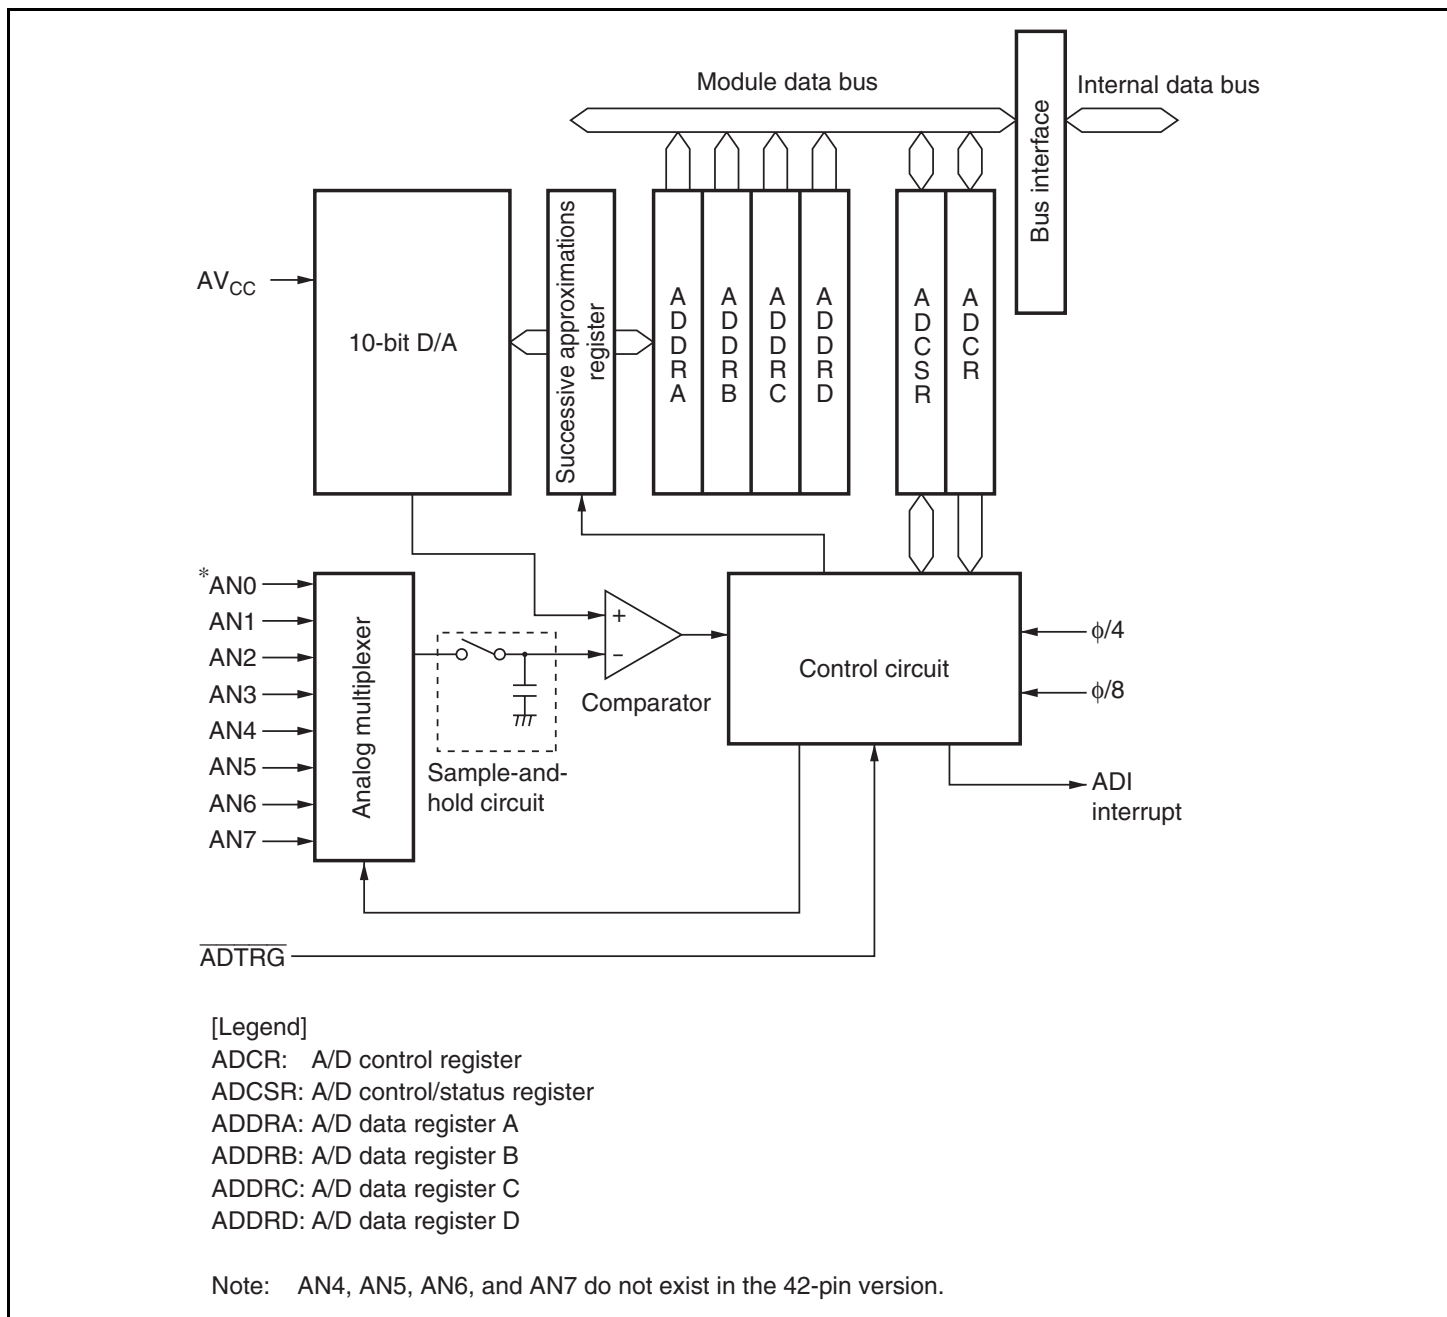 Module data bus
Internal data bus
Bus interface
AV_CC
10-bit D/A
Successive approximations
register
ADDRA
ADDRB
ADDRC
ADDRD
ADCSR
ADCR
*AN0
AN1
AN2
AN3
AN4
AN5
AN6
AN7
Analog multiplexer
+
−
Comparator
Sample-and-
hold circuit
Control circuit
ϕ/4
ϕ/8
ADI
interrupt
ADTRG
[Legend]
ADCR: A/D control register
ADCSR: A/D control/status register
ADDRA: A/D data register A
ADDRB: A/D data register B
ADDRC: A/D data register C
ADDRD: A/D data register D
Note: AN4, AN5, AN6, and AN7 do not exist in the 42-pin version.